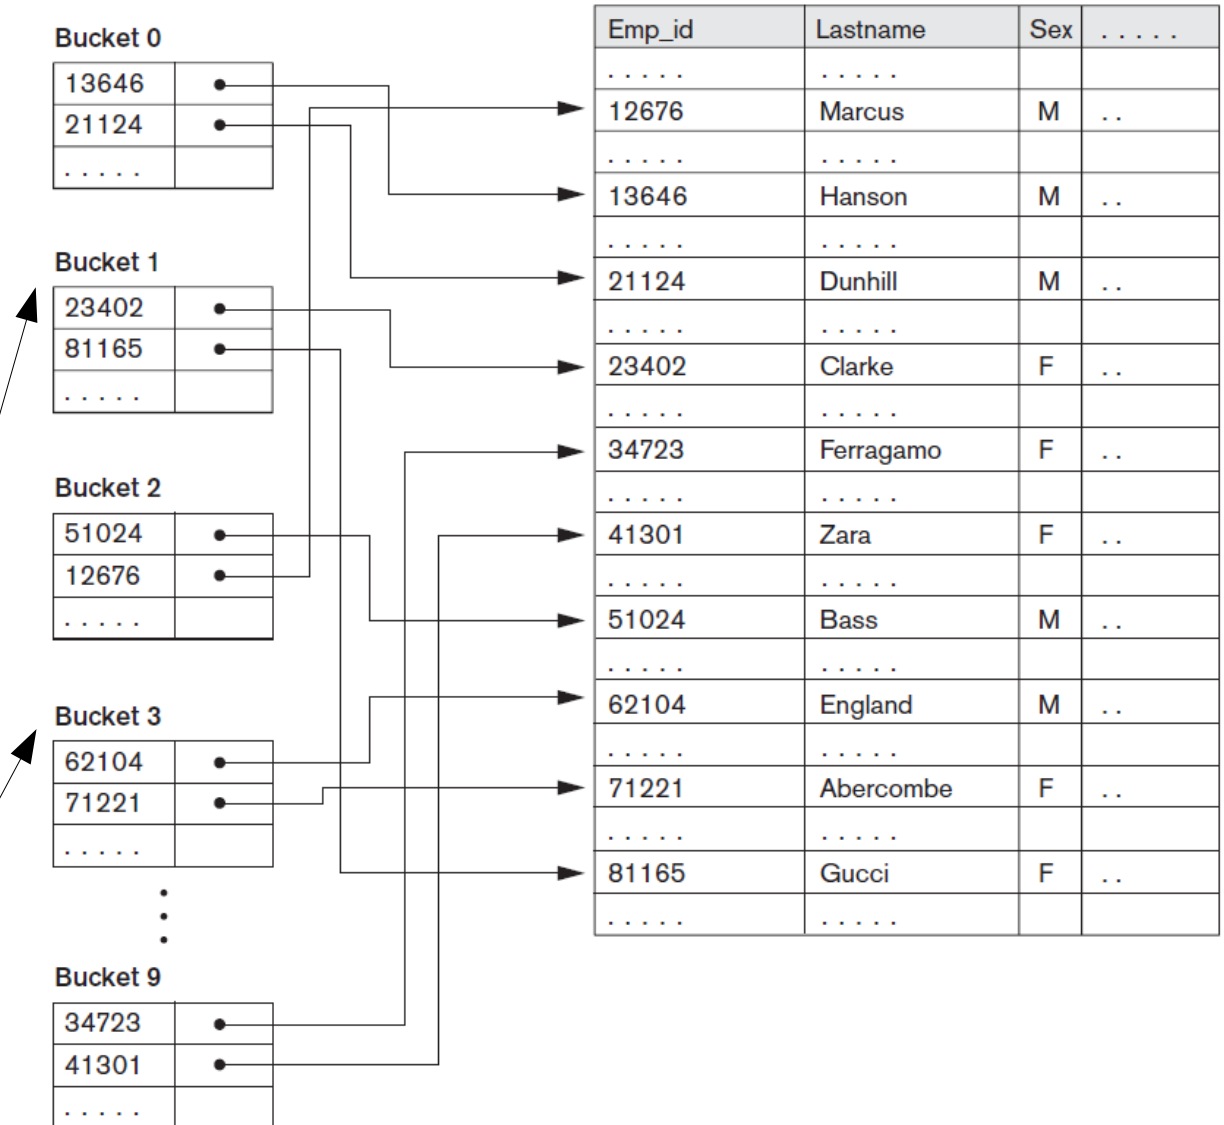 Bucket 0
13646
21124
. . . . .
Bucket 1
23402
81165
. . . . .
Bucket 2
51024
12676
. . . . .
Bucket 3
62104
71221
. . . . .
Bucket 9
34723
41301
. . . . .
Emp_id Lastname Sex . . . . .
. . . . . . . . . .
12676 Marcus M . .
. . . . . . . . . .
13646 Hanson M . .
. . . . . . . . . .
21124 Dunhill M . .
. . . . . . . . . .
23402 Clarke F . .
. . . . . . . . . .
34723 Ferragamo F . .
. . . . . . . . . .
41301 Zara F . .
. . . . . . . . . .
51024 Bass M . .
. . . . . . . . . .
62104 England M . .
. . . . . . . . . .
71221 Abercombe F . .
. . . . . . . . . .
81165 Gucci F . .
. . . . . . . . . .